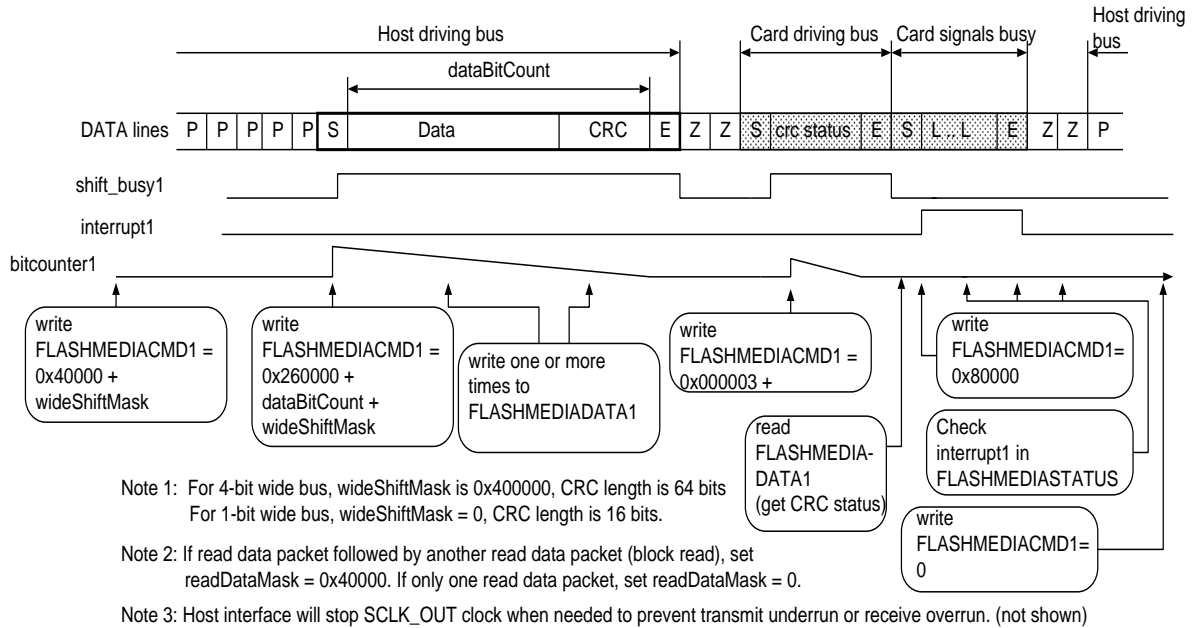 Host driving bus
Card driving bus
Card signals busy
Host driving
bus
dataBitCount
DATA lines P P P P P S Data CRC E Z Z S crc status E S L .. L E Z Z P
shift_busy1
interrupt1
bitcounter1
write
FLASHMEDIACMD1 =
0x40000 +
wideShiftMask
write
FLASHMEDIACMD1 =
0x260000 +
dataBitCount +
wideShiftMask
write one or more
times to
FLASHMEDIADATA1
write
FLASHMEDIACMD1 =
0x000003 +
read
FLASHMEDIA-
DATA1
(get CRC status)
write
FLASHMEDIACMD1=
0x80000
Check
interrupt1 in
FLASHMEDIASTATUS
write
FLASHMEDIACMD1=
0
Note 1: For 4-bit wide bus, wideShiftMask is 0x400000, CRC length is 64 bits
For 1-bit wide bus, wideShiftMask = 0, CRC length is 16 bits.
Note 2: If read data packet followed by another read data packet (block read), set
readDataMask = 0x40000. If only one read data packet, set readDataMask = 0.
Note 3: Host interface will stop SCLK_OUT clock when needed to prevent transmit underrun or receive overrun. (not shown)